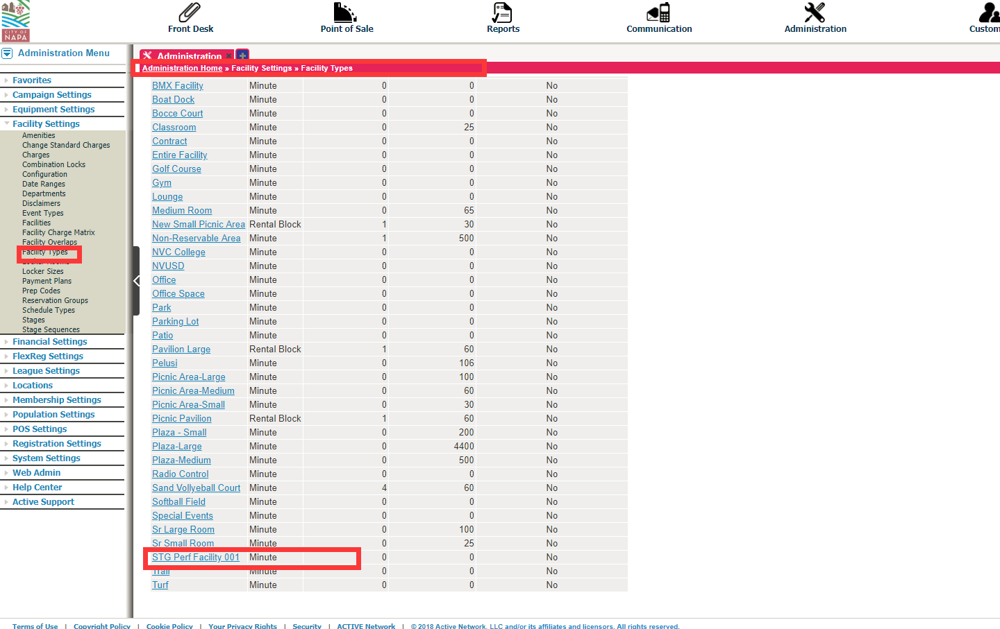 CITY OF
NAPA
Front Desk
Point of Sale
Reports
Communication
Administration
Custom
Administration Menu
Favorites
Campaign Settings
Equipment Settings
Facility Settings
Amenities
Change Standard Charges
Charges
Combination Locks
Configuration
Date Ranges
Departments
Disclaimers
Event Types
Facilities
Facility Charge Matrix
Facility Overlaps
Facility Types
Locker Sizes
Payment Plans
Prep Codes
Reservation Groups
Schedule Types
Stages
Stage Sequences
Financial Settings
FlexReg Settings
League Settings
Locations
Membership Settings
Population Settings
POS Settings
Registration Settings
System Settings
Web Admin
Help Center
Active Support
Administration
Administration Home » Facility Settings » Facility Types
BMX Facility Minute 0 0 No
Boat Dock Minute 0 0 No
Bocce Court Minute 0 0 No
Classroom Minute 0 25 No
Contract Minute 0 0 No
Entire Facility Minute 0 0 No
Golf Course Minute 0 0 No
Gym Minute 0 0 No
Lounge Minute 0 0 No
Medium Room Minute 0 65 No
New Small Picnic Area Rental Block 1 30 No
Non-Reservable Area Minute 1 500 No
NVC College Minute 0 0 No
NVUSD Minute 0 0 No
Office Minute 0 0 No
Office Space Minute 0 0 No
Park Minute 0 0 No
Parking Lot Minute 0 0 No
Patio Minute 0 0 No
Pavilion Large Rental Block 1 60 No
Pelusi Minute 0 106 No
Picnic Area-Large Minute 0 100 No
Picnic Area-Medium Minute 0 60 No
Picnic Area-Small Minute 0 30 No
Picnic Pavilion Rental Block 1 60 No
Plaza - Small Minute 0 200 No
Plaza-Large Minute 0 4400 No
Plaza-Medium Minute 0 500 No
Radio Control Minute 0 0 No
Sand Vollyeball Court Minute 4 60 No
Softball Field Minute 0 0 No
Special Events Minute 0 0 No
Sr Large Room Minute 0 100 No
Sr Small Room Minute 0 25 No
STG Perf Facility 001 Minute 0 0 No
Trail Minute 0 0 No
Turf Minute 0 0 No
Terms of Use | Copyright Policy | Cookie Policy | Your Privacy Rights | Security | ACTIVE Network | © 2018 Active Network, LLC and/or its affiliates and licensors. All rights reserved.